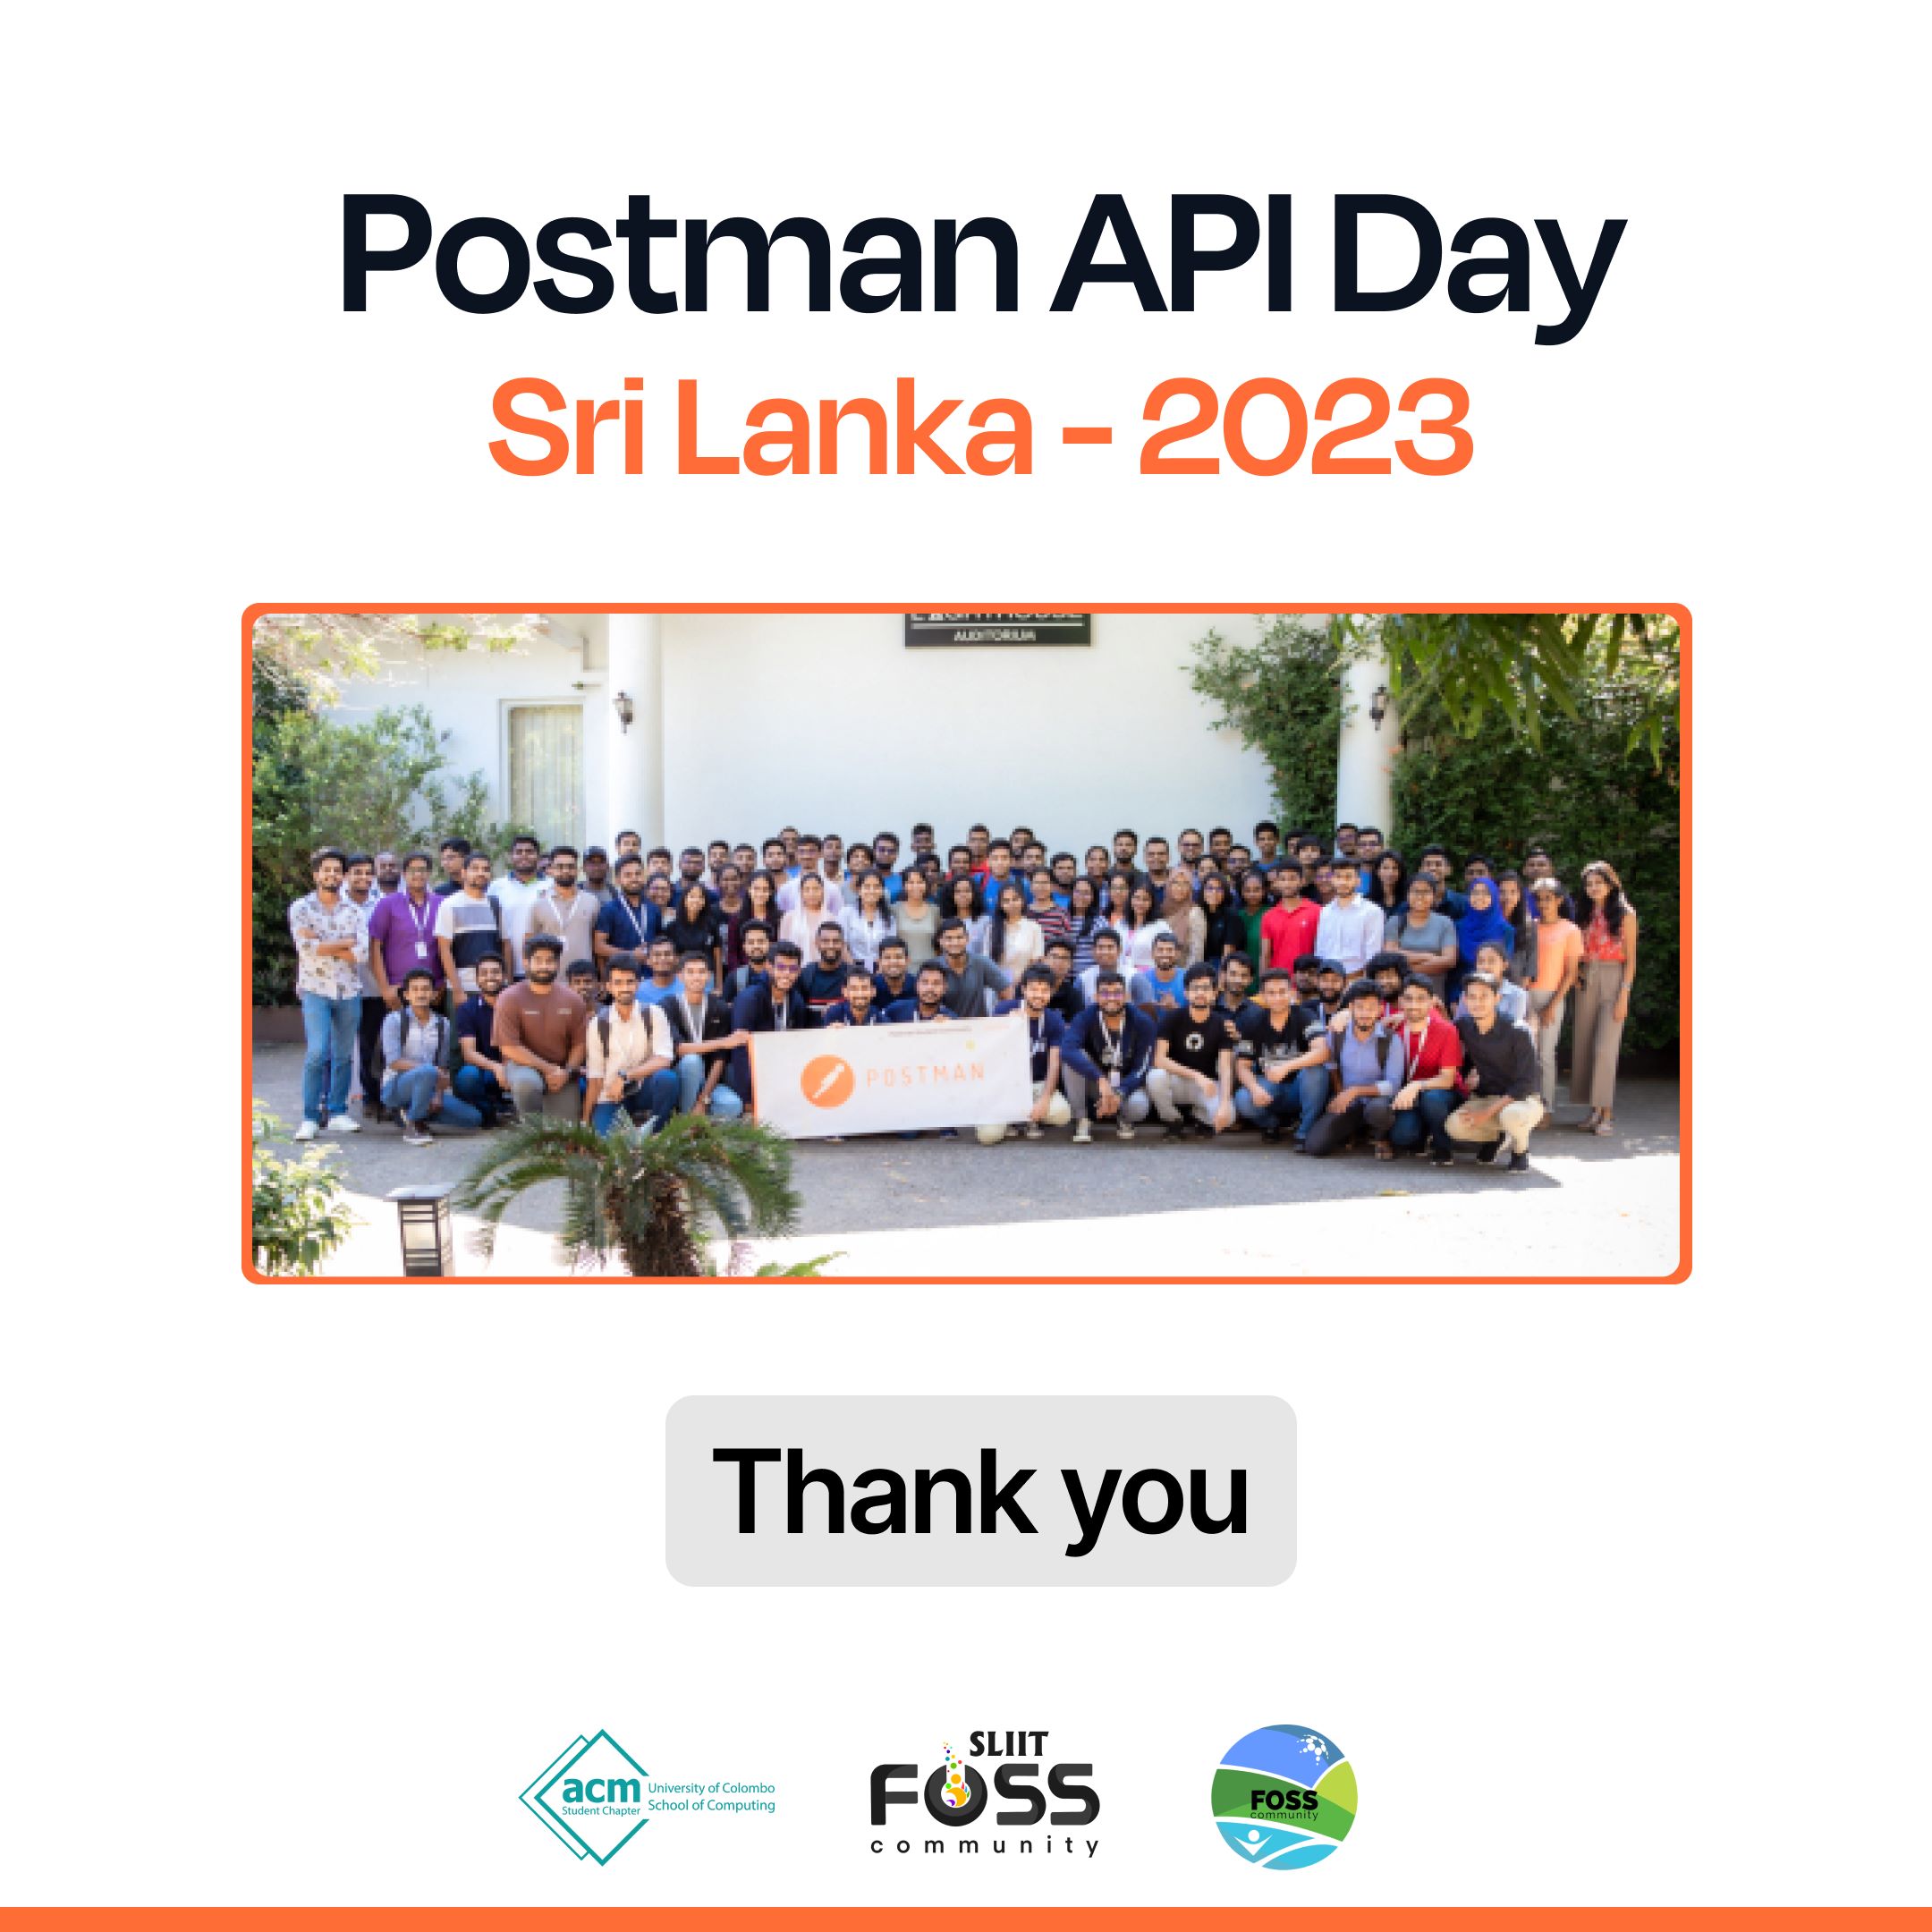 Postman API Day
Sri Lanka - 2023
AUDITORIUM
POSTMAN
Thank you
acm
Student Chapter
University of Colombo
School of Computing
SLIIT
FOSS
community
FOSS
community